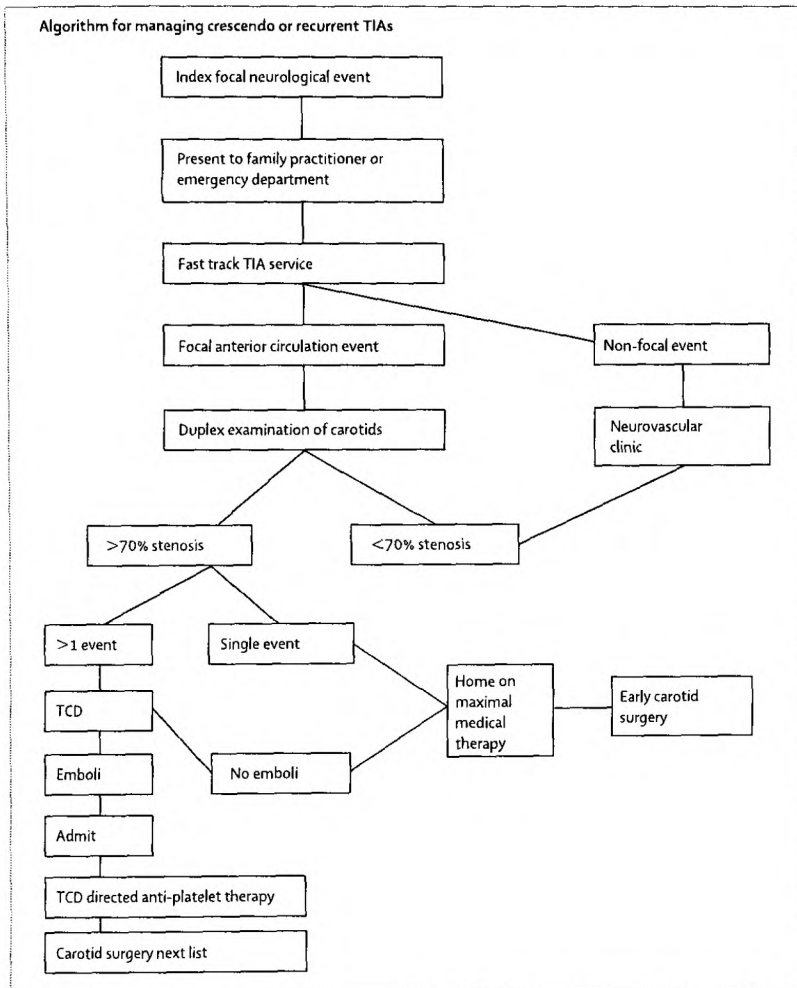 Algorithm for managing crescendo or recurrent TIAs
Index focal neurological event
Present to family practitioner or
emergency department
Fast track TIA service
Focal anterior circulation event
Non-focal event
Duplex examination of carotids
Neurovascular
clinic
>70% stenosis
<70% stenosis
>1 event
Single event
Home on
maximal
medical
therapy
Early carotid
surgery
TCD
No emboli
Emboli
Admit
TCD directed anti-platelet therapy
Carotid surgery next list